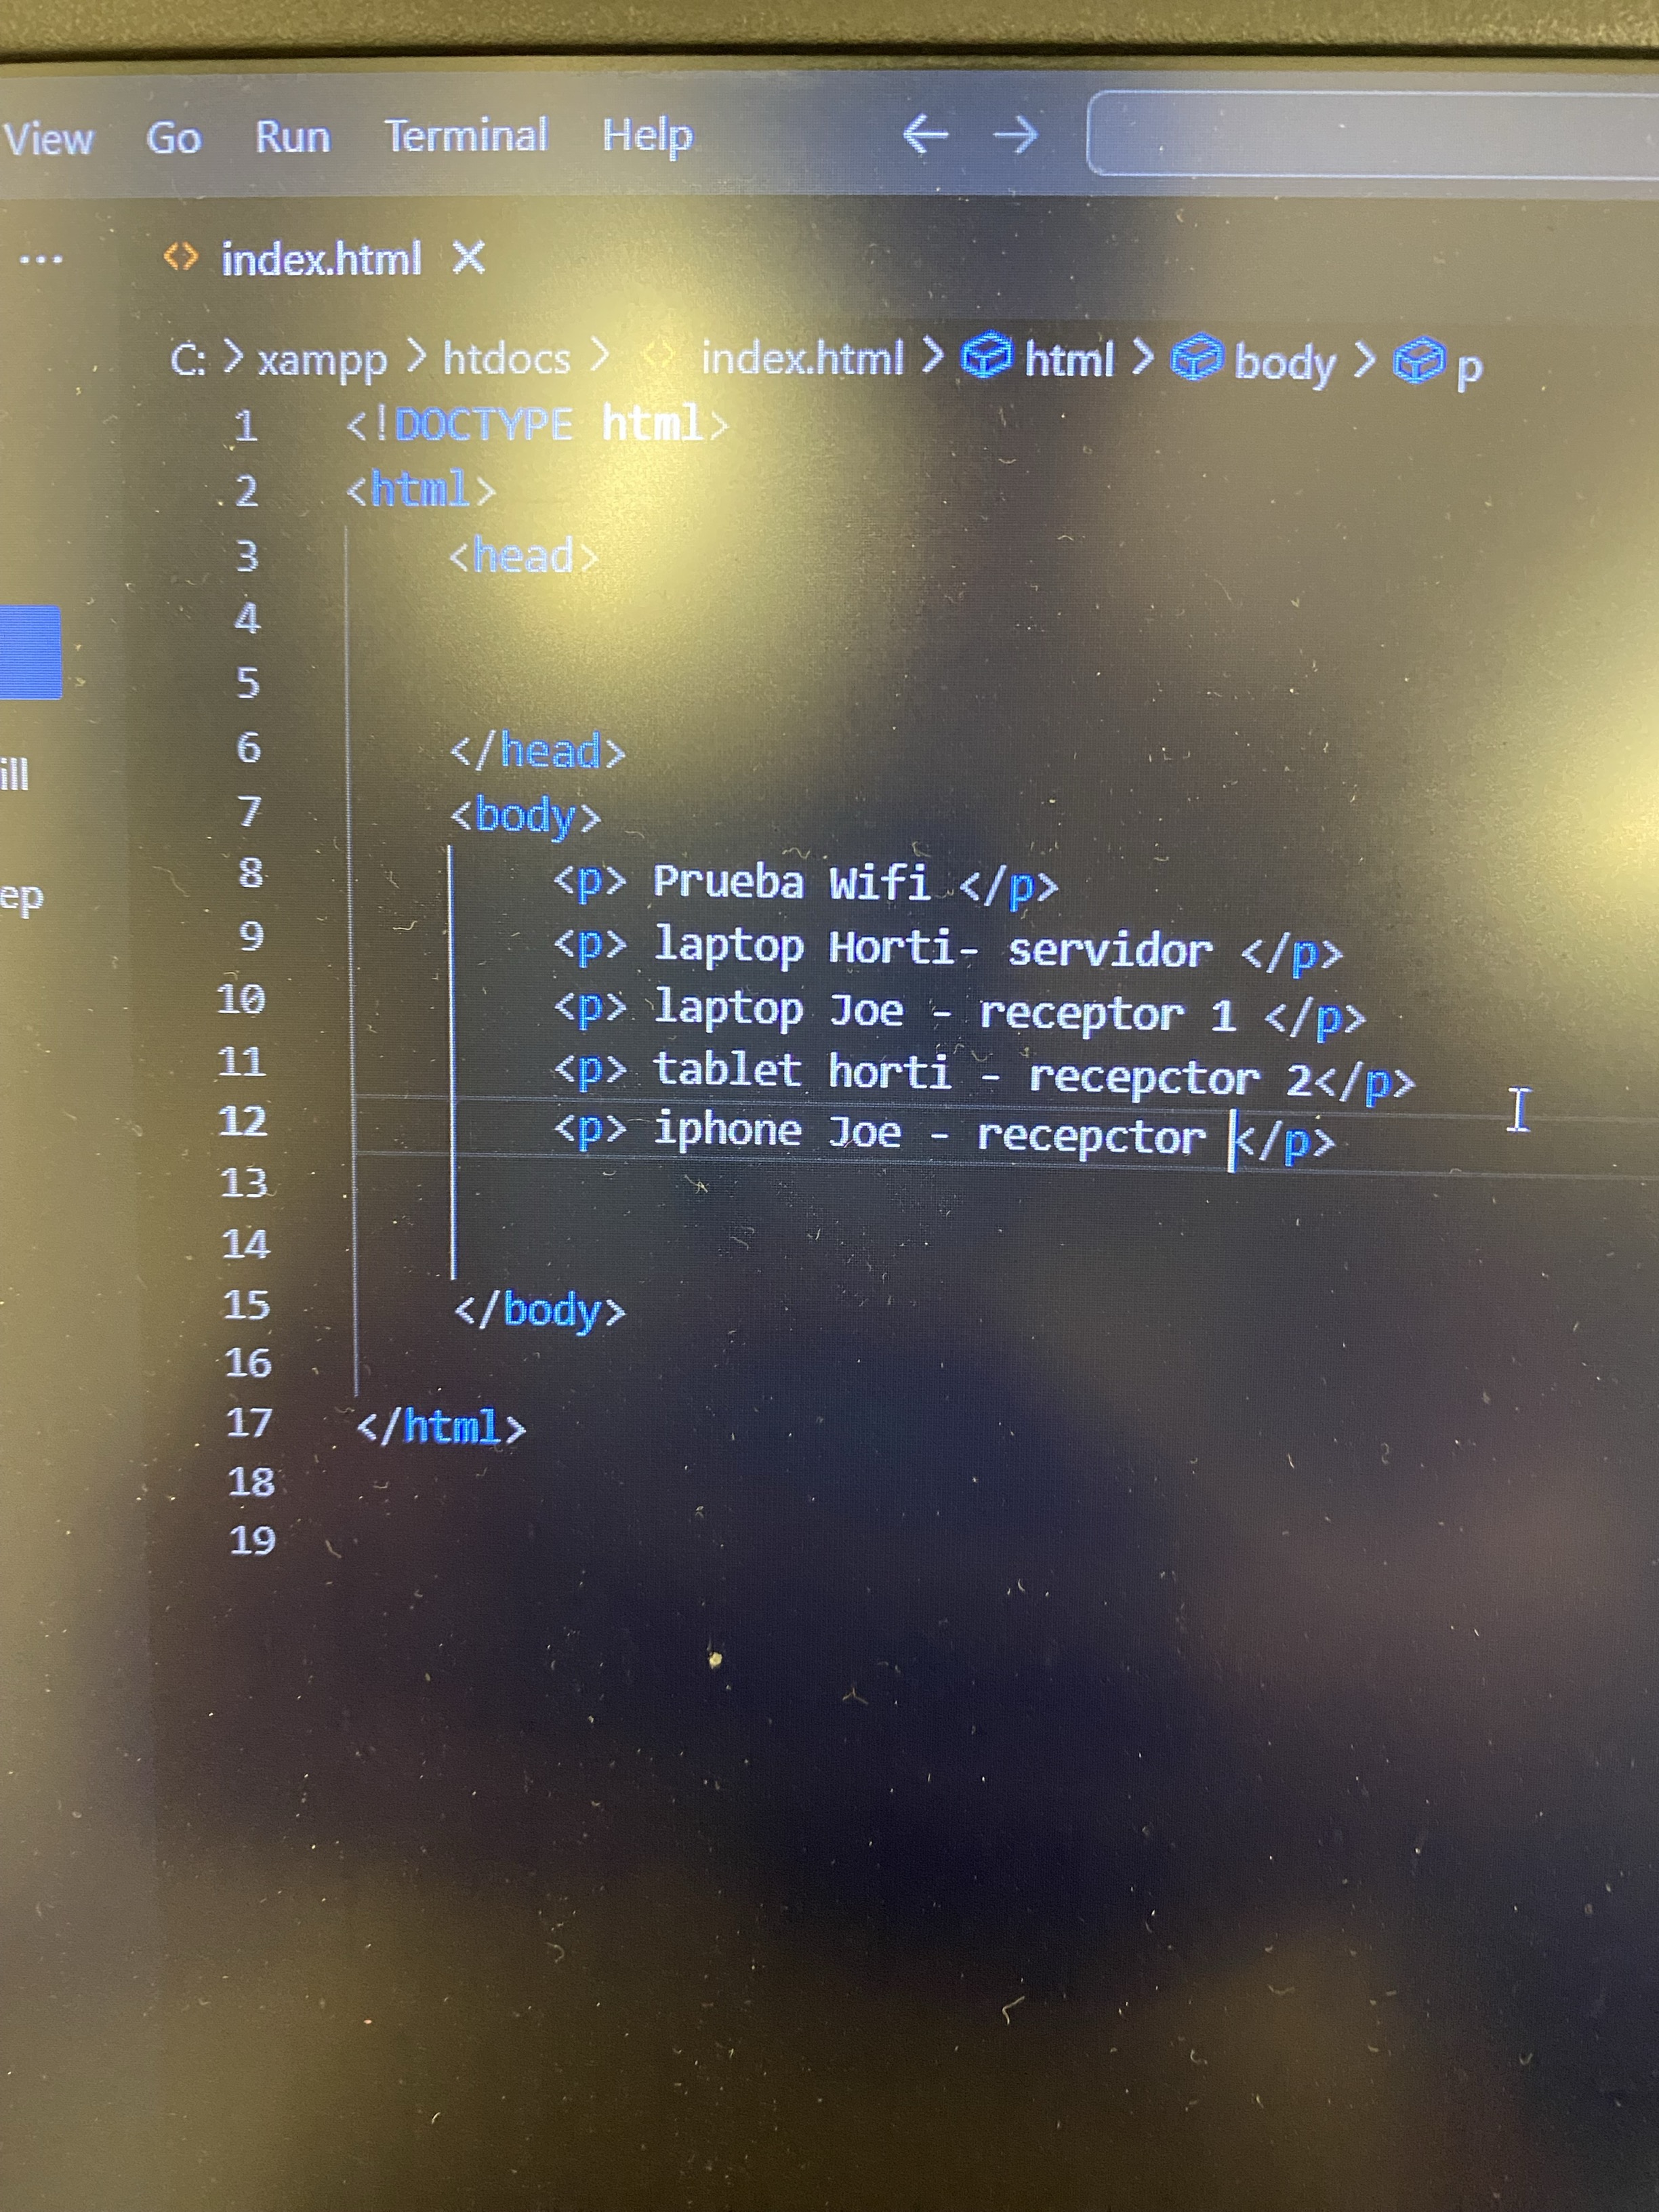 View Go Run Terminal Help
... index.html
C: > xampp > htdocs > index.html > html > body > p
1 <!DOCTYPE html>
2 <html>
3 <head>
4
5
6 </head>
7 <body>
8 <p> Prueba Wifi </p>
9 <p> laptop Horti- servidor </p>
10 <p> laptop Joe - receptor 1 </p>
11 <p> tablet horti - recepctor 2</p>
12 <p> iphone Joe - recepctor </p>
13
14
15 </body>
16
17 </html>
18
19
ill
ep